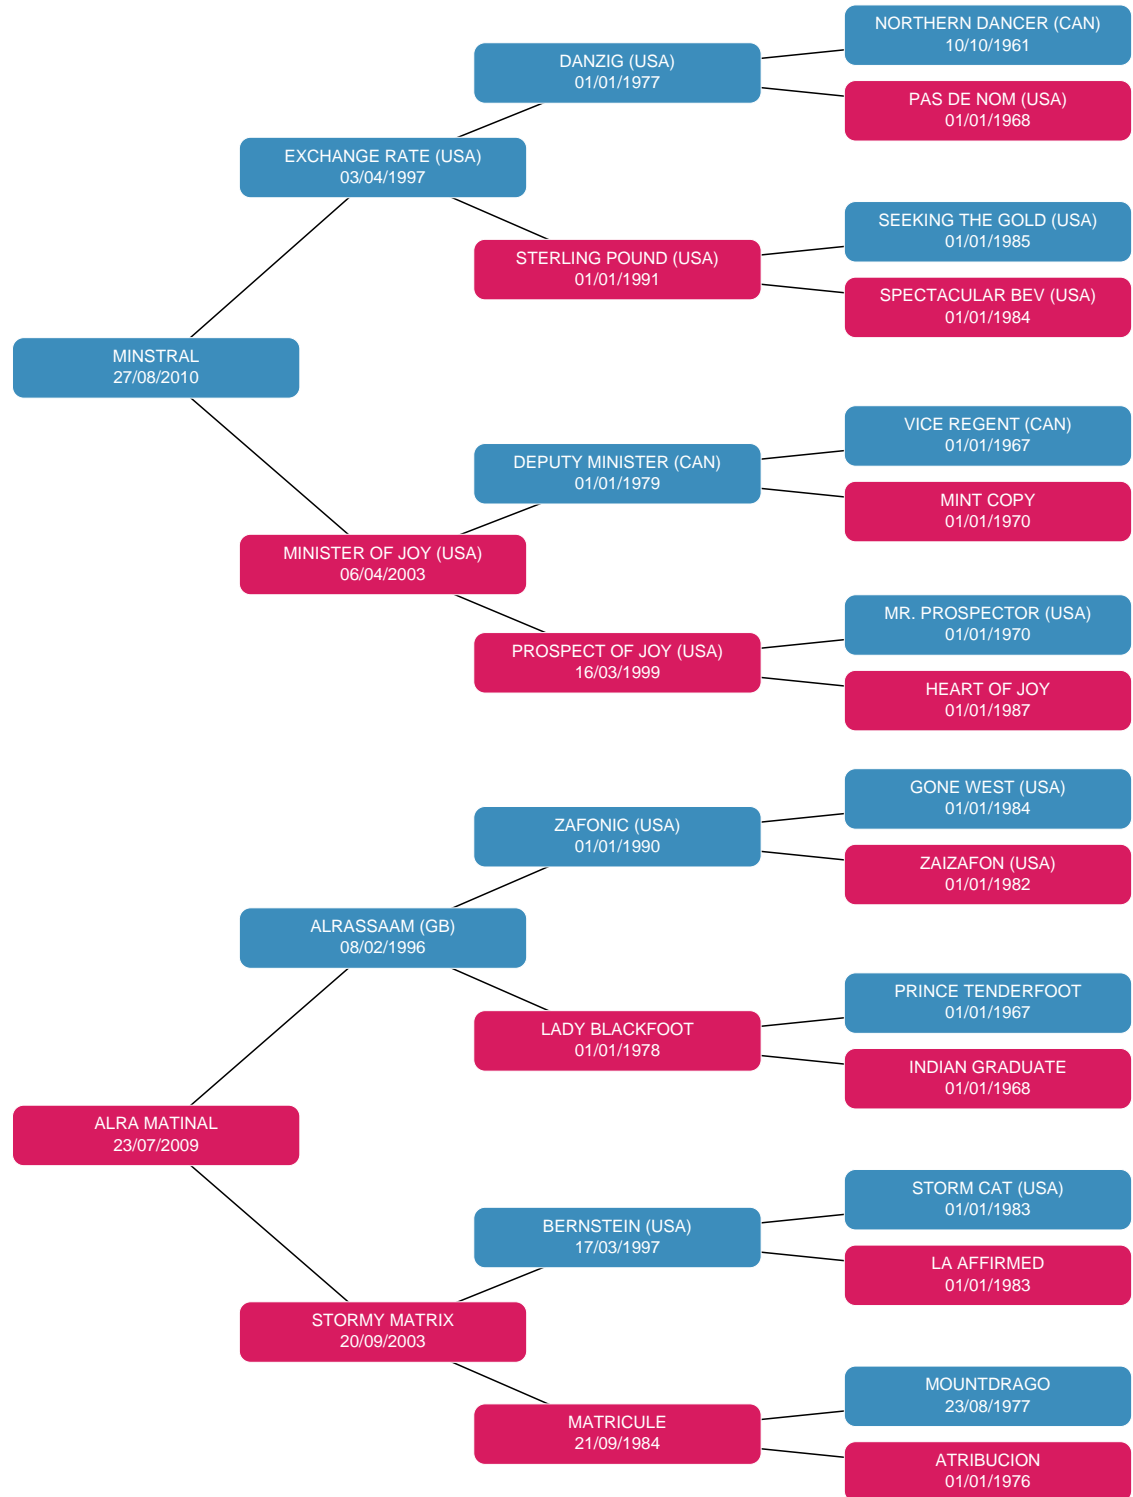 NORTHERN DANCER (CAN)
10/10/1961
DANZIG (USA)
01/01/1977
PAS DE NOM (USA)
01/01/1968
EXCHANGE RATE (USA)
03/04/1997
SEEKING THE GOLD (USA)
01/01/1985
STERLING POUND (USA)
01/01/1991
SPECTACULAR BEV (USA)
01/01/1984
MINSTRAL
27/08/2010
VICE REGENT (CAN)
01/01/1967
DEPUTY MINISTER (CAN)
01/01/1979
MINT COPY
01/01/1970
MINISTER OF JOY (USA)
06/04/2003
MR. PROSPECTOR (USA)
01/01/1970
PROSPECT OF JOY (USA)
16/03/1999
HEART OF JOY
01/01/1987
GONE WEST (USA)
01/01/1984
ZAFONIC (USA)
01/01/1990
ZAIZAFON (USA)
01/01/1982
ALRASSAAM (GB)
08/02/1996
PRINCE TENDERFOOT
01/01/1967
LADY BLACKFOOT
01/01/1978
INDIAN GRADUATE
01/01/1968
ALRA MATINAL
23/07/2009
STORM CAT (USA)
01/01/1983
BERNSTEIN (USA)
17/03/1997
LA AFFIRMED
01/01/1983
STORMY MATRIX
20/09/2003
MOUNTDRAGO
23/08/1977
MATRICULE
21/09/1984
ATRIBUCION
01/01/1976